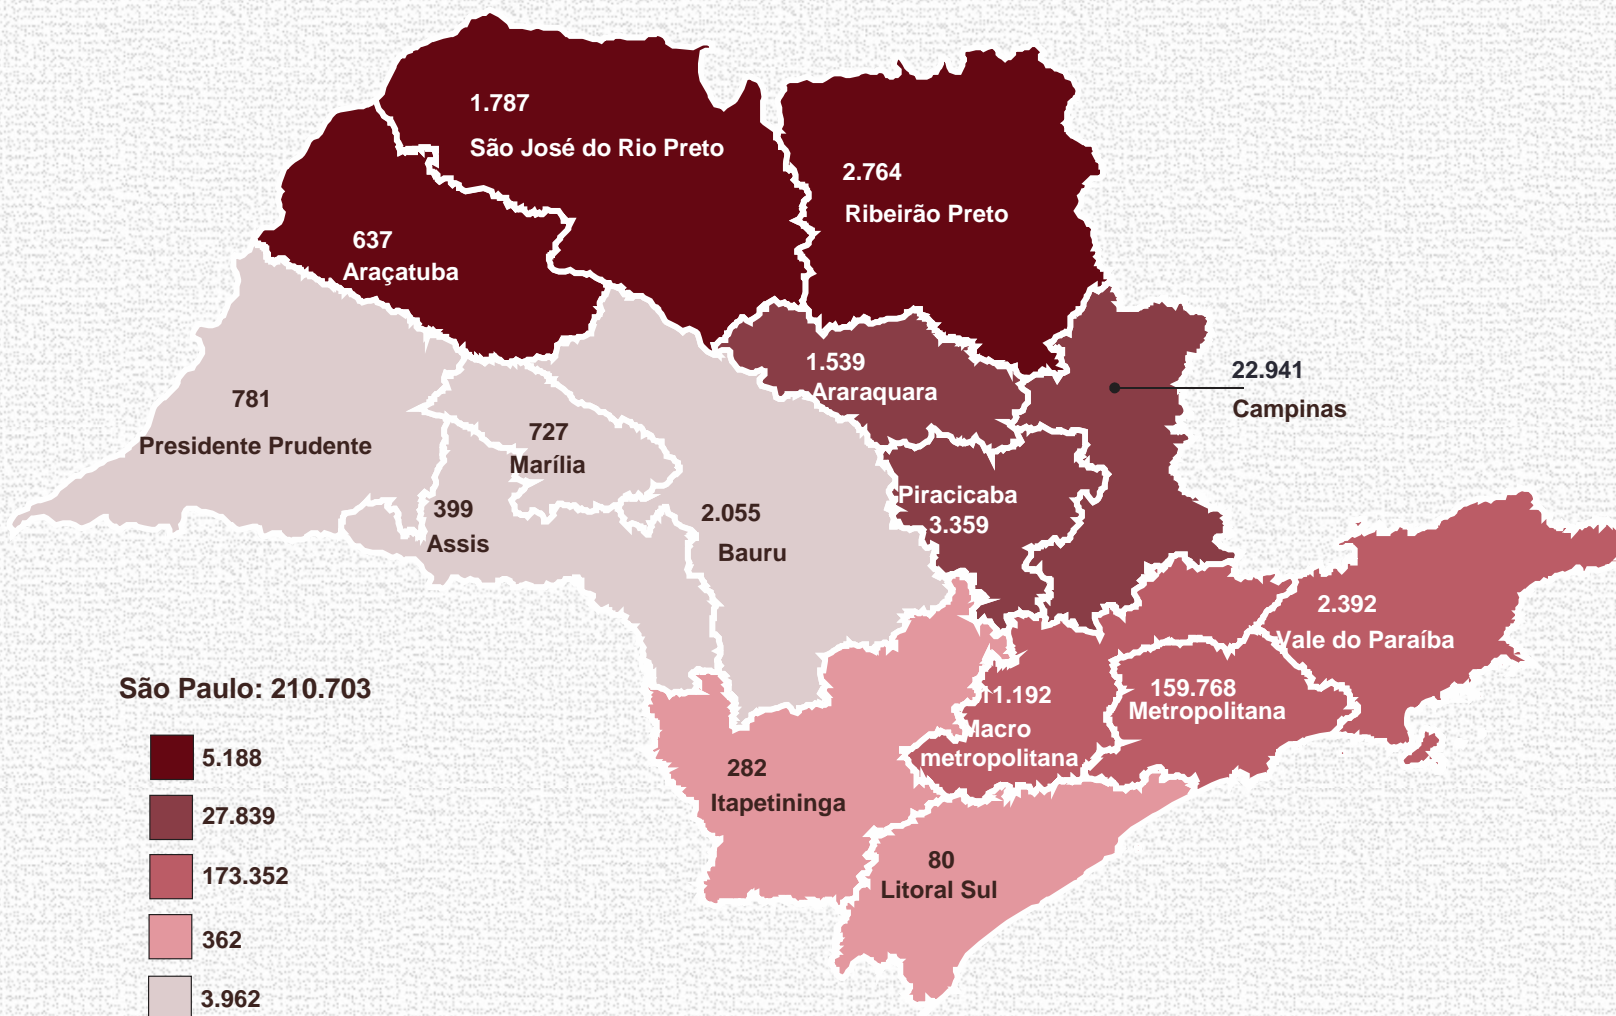 1.787
São José do Rio Preto
2.764
Ribeirão Preto
637
Araçatuba
1.539
Araraquara
22.941
Campinas
781
Presidente Prudente
727
Marília
399
Assis
2.055
Bauru
Piracicaba
3.359
2.392
Vale do Paraíba
11.192
Macro
metropolitana
159.768
Metropolitana
282
Itapetininga
80
Litoral Sul
São Paulo: 210.703
5.188
27.839
173.352
362
3.962